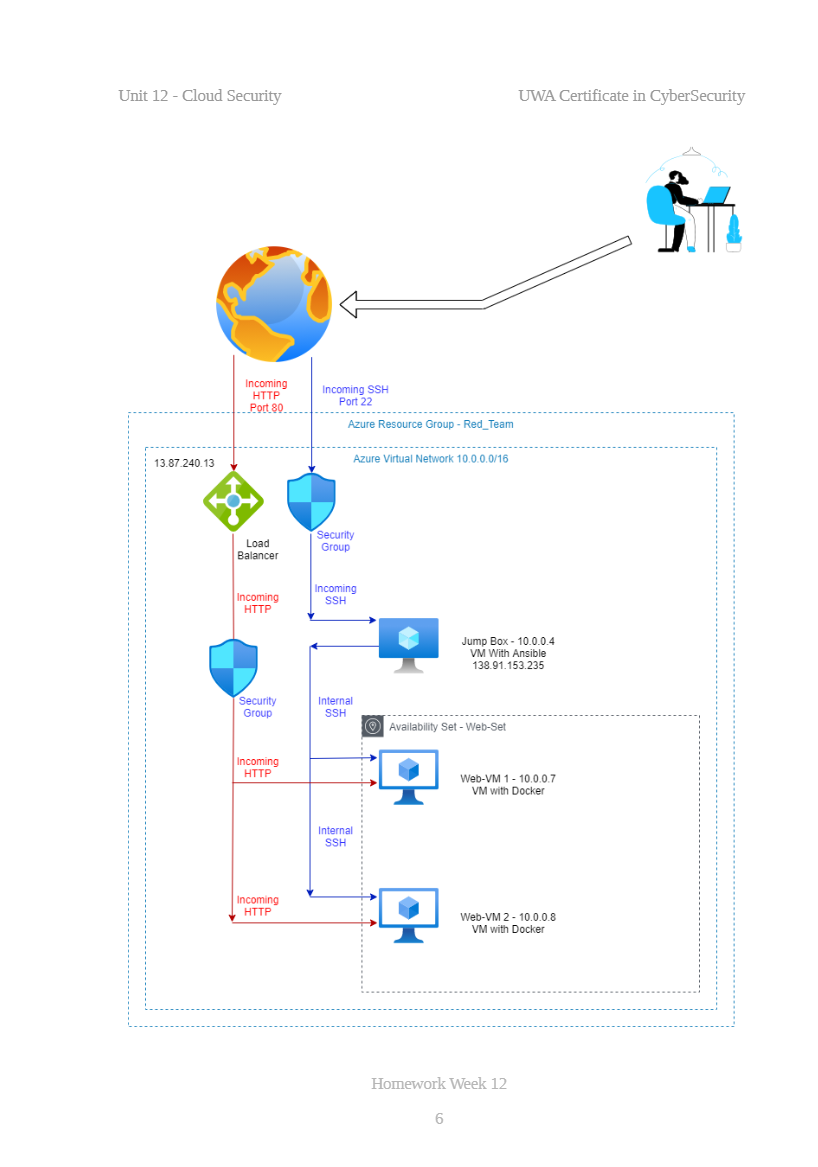 Unit 12 - Cloud Security
UWA Certificate in CyberSecurity
Incoming
HTTP
Port 80
Incoming SSH
Port 22
Azure Resource Group - Red_Team
Azure Virtual Network 10.0.0.0/16
13.87.240.13
Load
Balancer
Security
Group
Incoming
HTTP
Incoming
SSH
Jump Box - 10.0.0.4
VM With Ansible
138.91.153.235
Security
Group
Internal
SSH
Availability Set - Web-Set
Incoming
HTTP
Web-VM 1 - 10.0.0.7
VM with Docker
Internal
SSH
Incoming
HTTP
Web-VM 2 - 10.0.0.8
VM with Docker
Homework Week 12
6